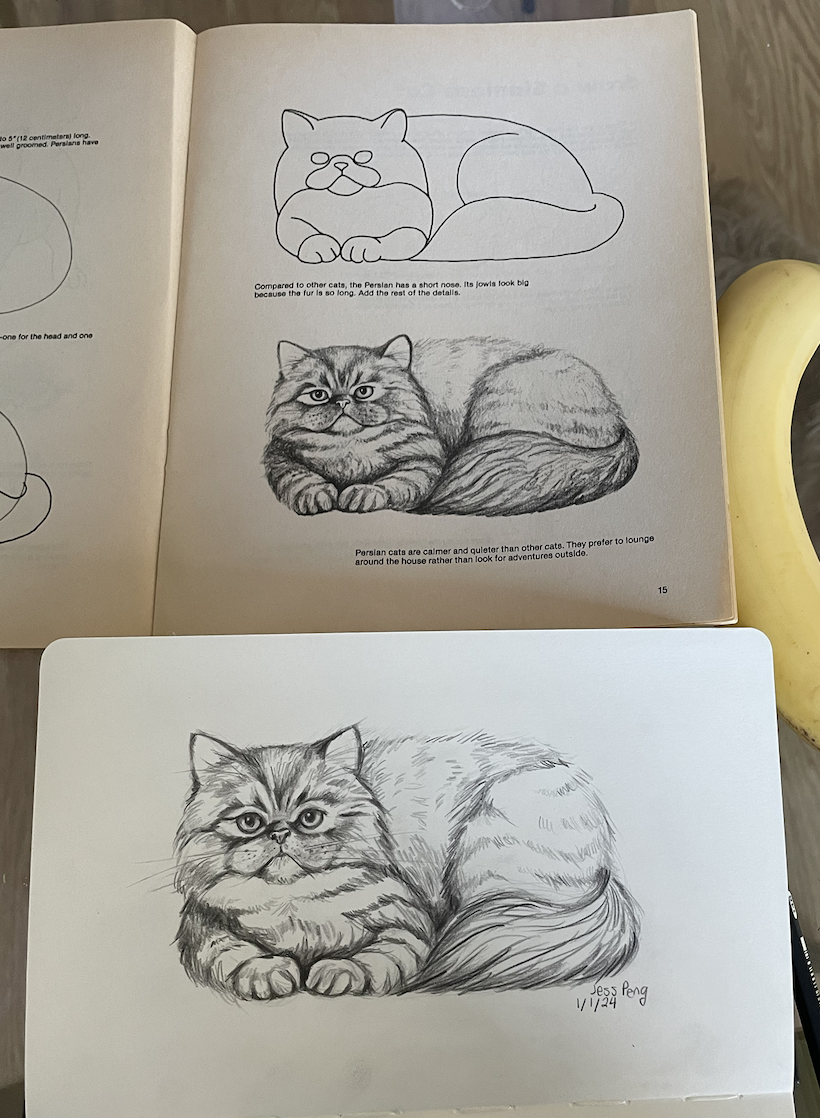 to 5" (12 centimeters) long.
well groomed. Persians have
-one for the head and one
Compared to other cats, the Persian has a short nose. Its jowls look big
because the fur is so long. Add the rest of the details.
Persian cats are calmer and quieter than other cats. They prefer to lounge
around the house rather than look for adventures outside.
15
Jess Peng
1/1/24